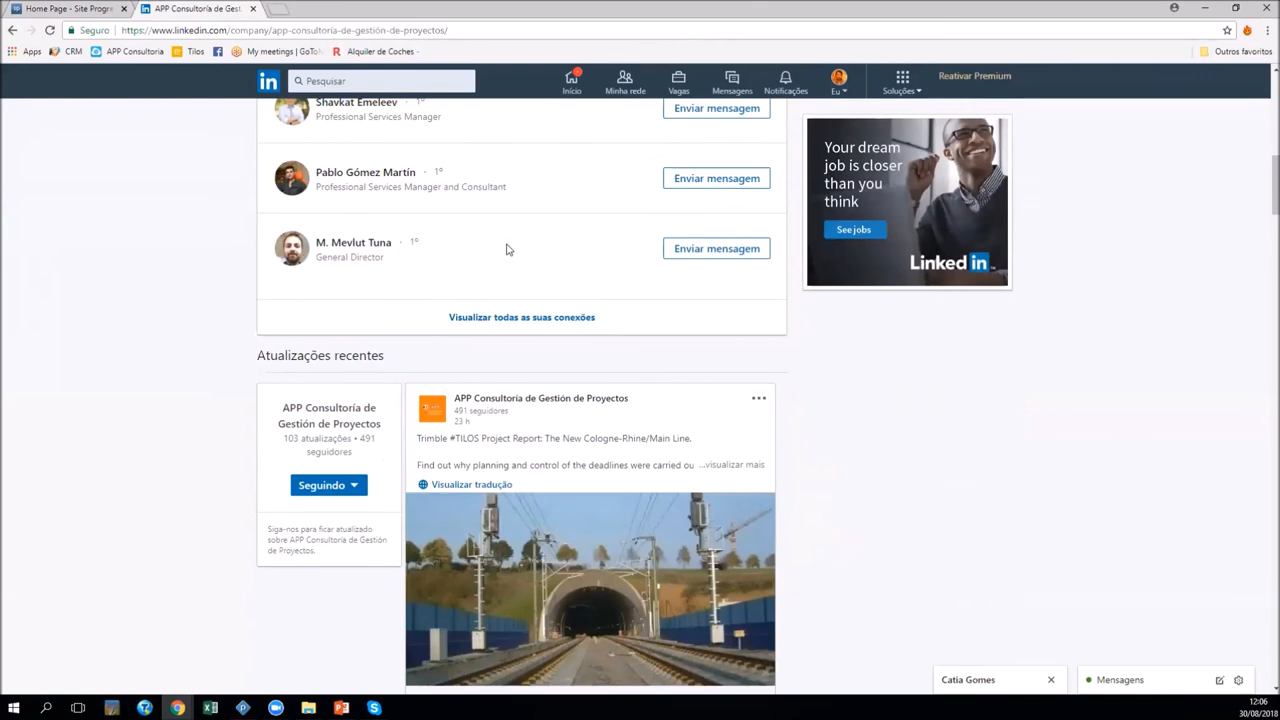 Home Page - Site Progre
APP Consultoría de Gest.
Seguro
https://www.linkedin.com/company/app-consultoría-de-gestión-de-proyectos/
Apps
CRM
APP Consultoria
Tilos
My meetings | GoTo
Alquiler de Coches -
Outros favoritos
in
Pesquisar
Início
Minha rede
Vagas
Mensagens
Notificações
Eu
Soluções
Reativar Premium
Shavkat Emeleev · 1º
Professional Services Manager
Enviar mensagem
Pablo Gómez Martín · 1º
Professional Services Manager and Consultant
Enviar mensagem
M. Mevlut Tuna · 1º
General Director
Enviar mensagem
Visualizar todas as suas conexões
Your dream
job is closer
than you
think
See jobs
Linked in
Atualizações recentes
APP Consultoría de
Gestión de Proyectos
103 atualizações • 491
seguidores
Seguindo
Siga-nos para ficar atualizado
sobre APP Consultoría de Gestión
de Proyectos.
APP Consultoría de Gestión de Proyectos
491 seguidores
23 h
Trimble #TILOS Project Report: The New Cologne-Rhine/Main Line.
Find out why planning and control of the deadlines were carried ou ...visualizar mais
Visualizar tradução
Catia Gomes
Mensagens
12:06
30/08/2018